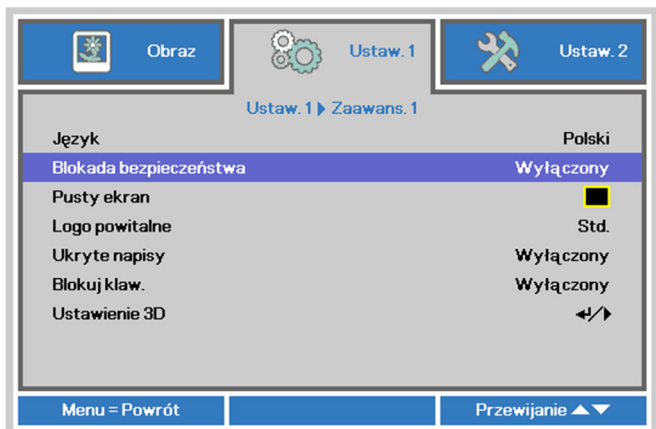 Obraz
Ustaw. 1
Ustaw. 2
Ustaw. 1 ▶ Zaawans. 1
Język Polski
Blokada bezpieczeństwa Wyłączony
Pusty ekran
Logo powitalne Std.
Ukryte napisy Wyłączony
Blokuj klaw. Wyłączony
Ustawienie 3D ↵/▶
Menu = Powrót
Przewijanie ▲▼